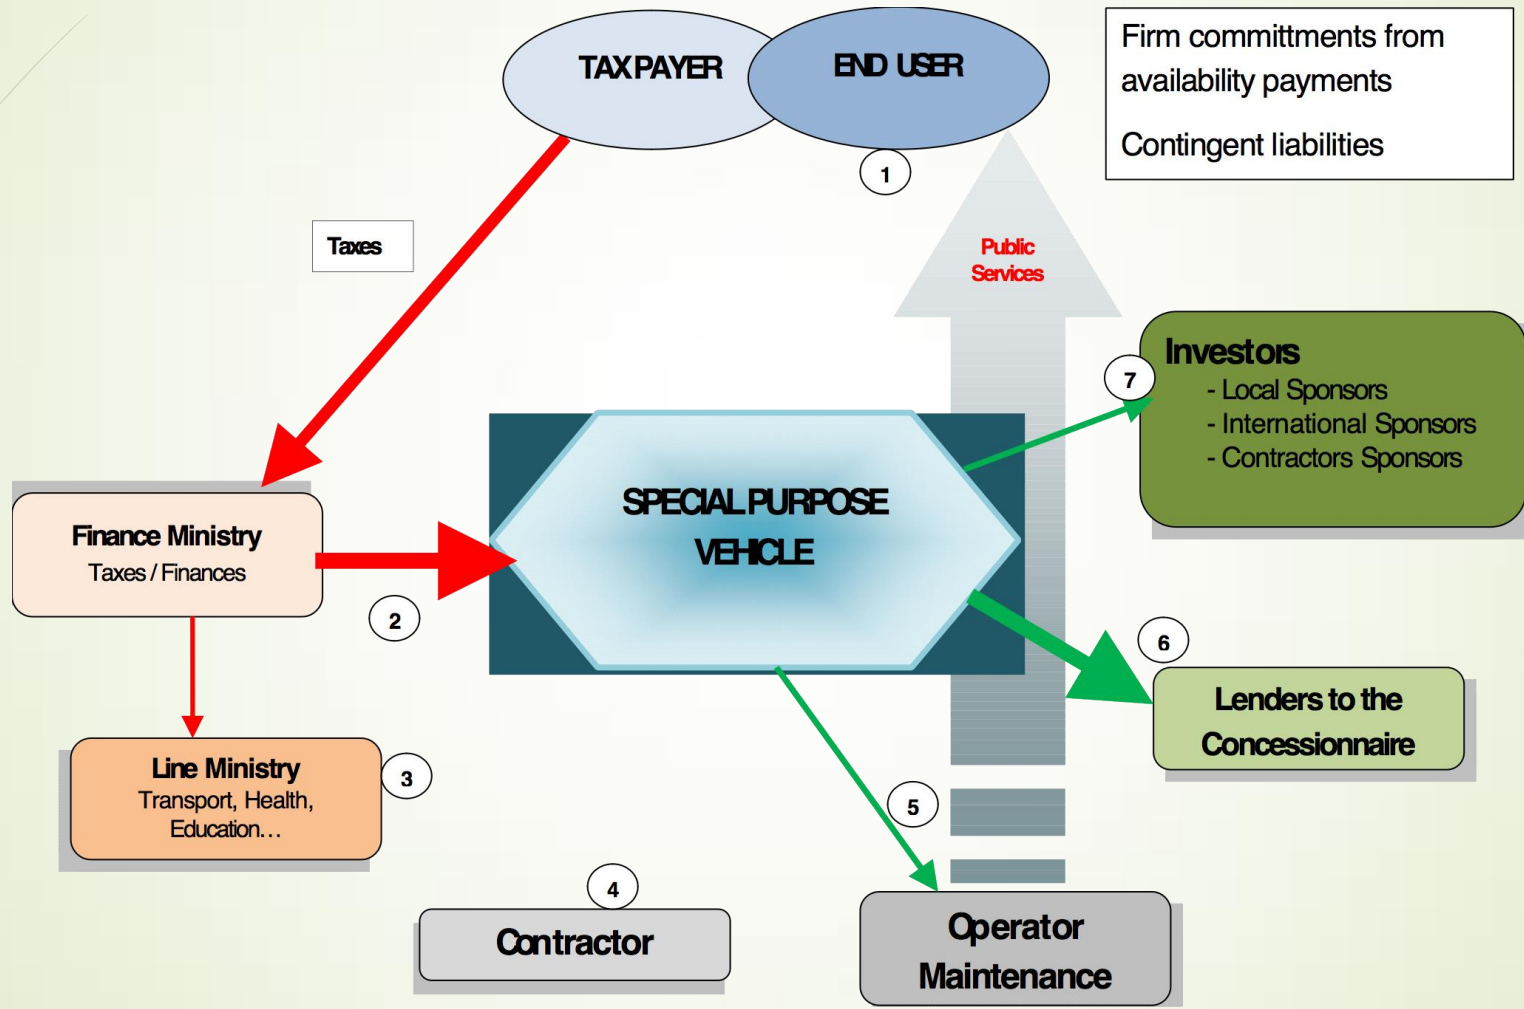 TAX PAYER
END USER
Firm committments from
availability payments
Contingent liabilities
1
Taxes
Public
Services
7
Investors
- Local Sponsors
- International Sponsors
- Contractors Sponsors
SPECIAL PURPOSE
VEHICLE
Finance Ministry
Taxes / Finances
2
6
Lenders to the
Concessionnaire
Line Ministry
Transport, Health,
Education…
3
5
4
Contractor
Operator
Maintenance